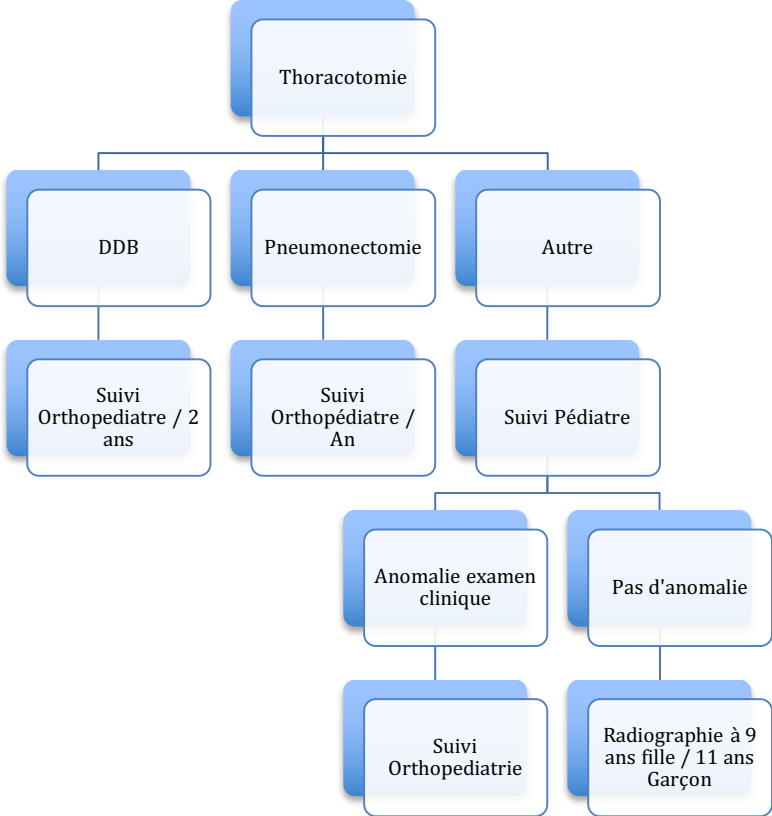 Thoracotomie
DDB
Pneumonectomie
Autre
Suivi
Orthopediatre / 2
ans
Suivi
Orthopédiatre /
An
Suivi Pédiatre
Anomalie examen
clinique
Pas d'anomalie
Suivi
Orthopediatrie
Radiographie à 9
ans fille / 11 ans
Garçon